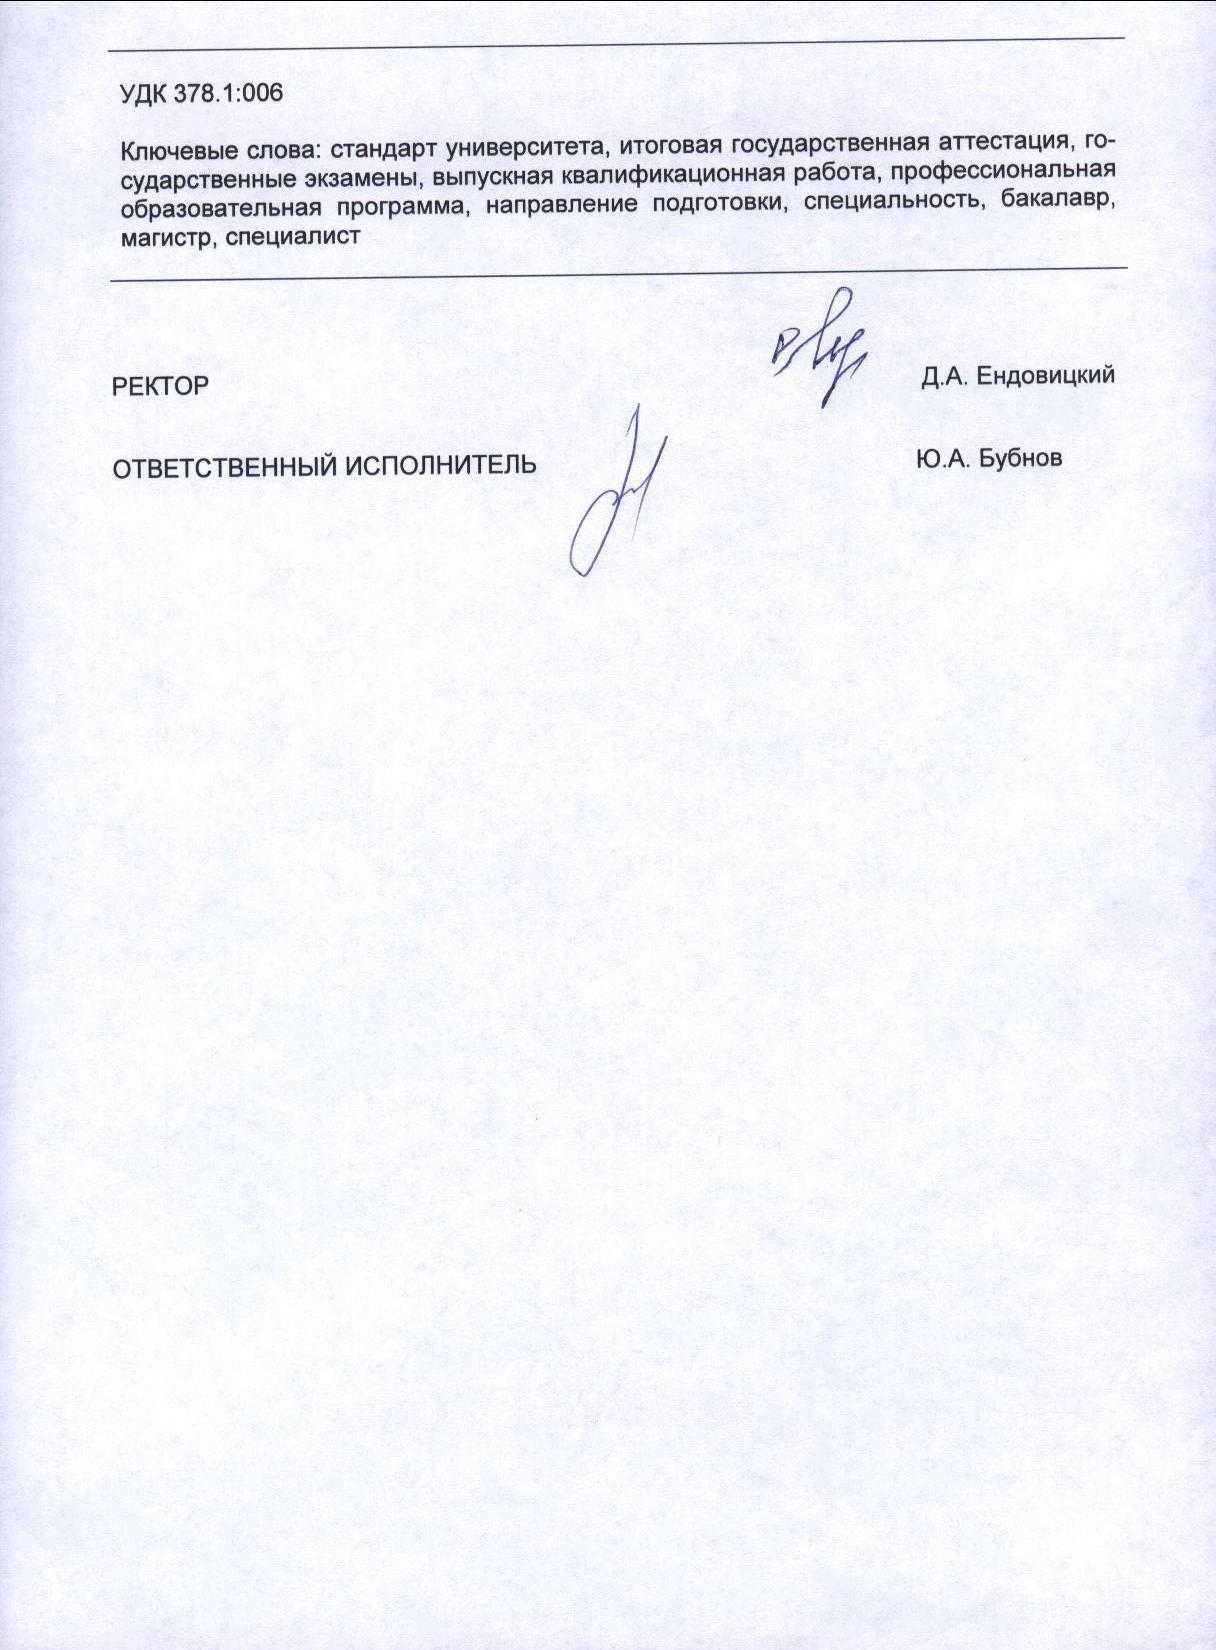 УДК 378.1:006
Ключевые слова: стандарт университета, итоговая государственная аттестация, го-
сударственные экзамены, выпускная квалификационная работа, профессиональная
образовательная программа, направление подготовки, специальность, бакалавр,
магистр, специалист
РЕКТОР Д.А. Ендовицкий
ОТВЕТСТВЕННЫЙ ИСПОЛНИТЕЛЬ Ю.А. Бубнов